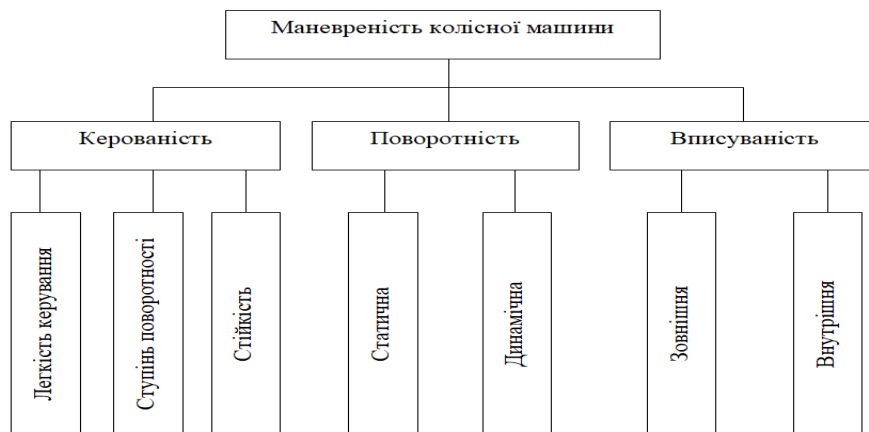 Маневреність колісної машини
Керованість
Поворотність
Вписуваність
Легкість керування
Ступінь поворотності
Стійкість
Статична
Динамічна
Зовнішня
Внутрішня